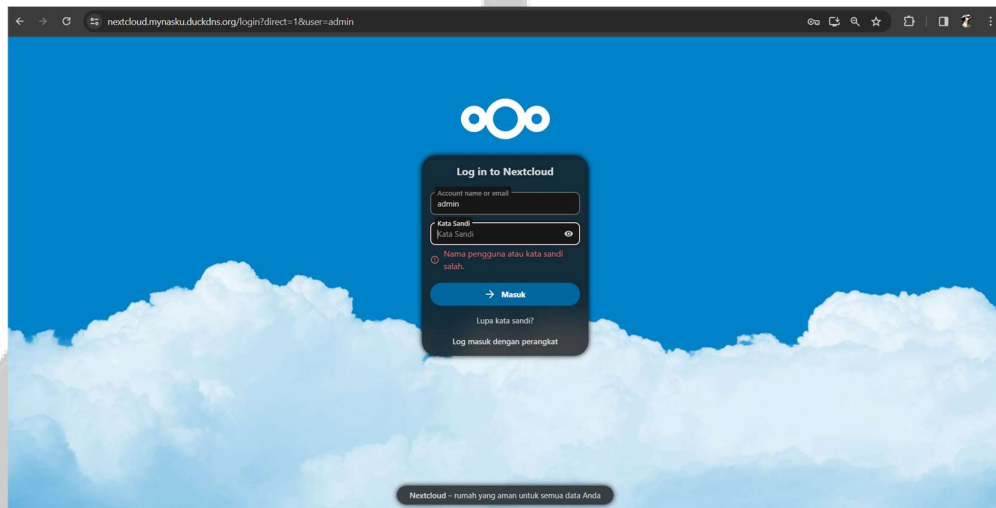 nextcloud.mynasku.duckdns.org/login?direct=1&user=admin
Log in to Nextcloud
Account name or email
admin
Kata Sandi
Kata Sandi
Nama pengguna atau kata sandi
salah.
Masuk
Lupa kata sandi?
Log masuk dengan perangkat
Nextcloud – rumah yang aman untuk semua data Anda